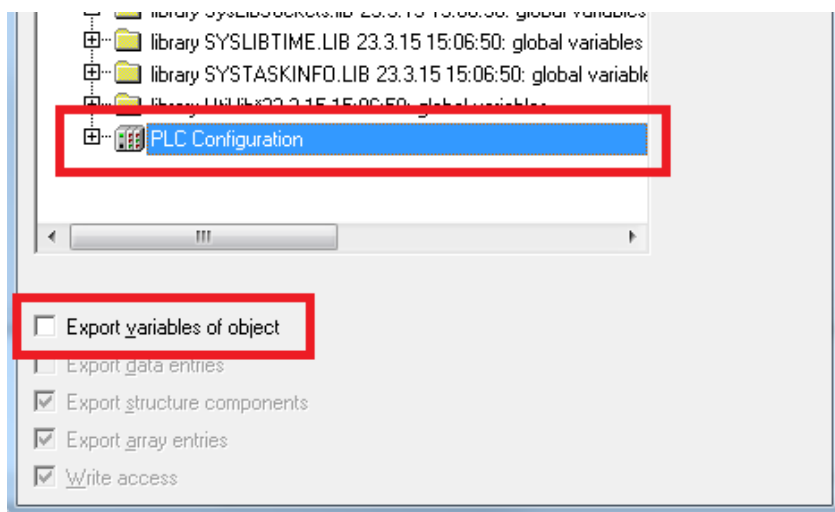 library SYSLIBTIME.LIB 23.3.15 15:06:50: global variables
library SYSTASKINFO.LIB 23.3.15 15:06:50: global variable
PLC Configuration
Export variables of object
Export data entries
Export structure components
Export array entries
Write access